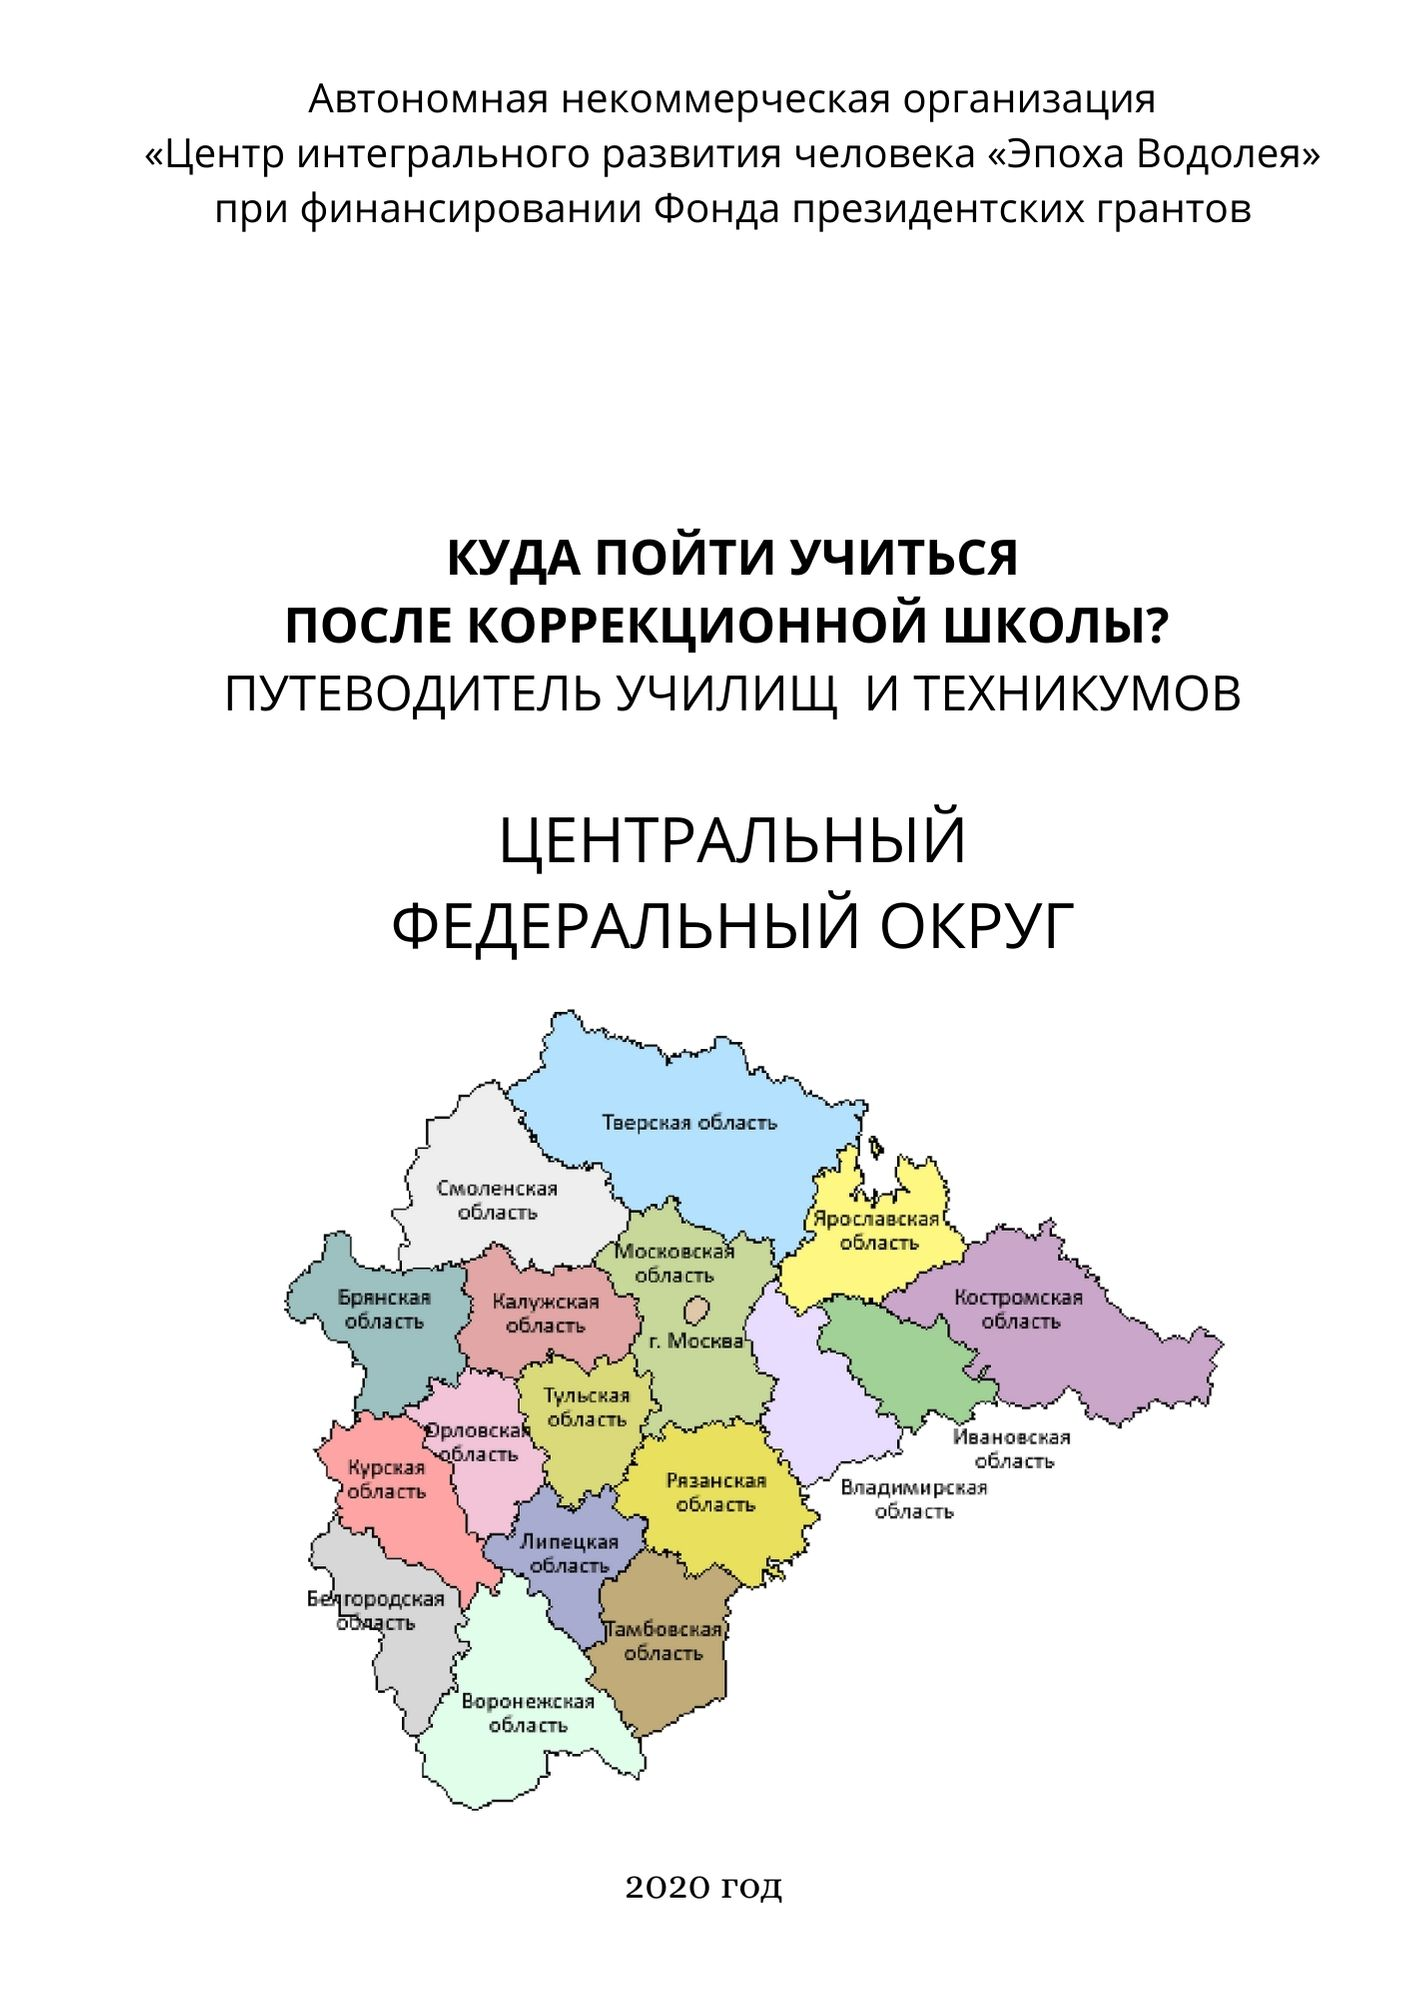 Автономная некоммерческая организация
«Центр интегрального развития человека «Эпоха Водолея»
при финансировании Фонда президентских грантов
КУДА ПОЙТИ УЧИТЬСЯ
ПОСЛЕ КОРРЕКЦИОННОЙ ШКОЛЫ?
ПУТЕВОДИТЕЛЬ УЧИЛИЩ И ТЕХНИКУМОВ
ЦЕНТРАЛЬНЫЙ
ФЕДЕРАЛЬНЫЙ ОКРУГ
Тверская область
Смоленская
область
Ярославская
область
Московская
область
г. Москва
Брянская
область
Калужская
область
Костромская
область
Тульская
область
Орловская
область
Ивановская
область
Курская
область
Рязанская
область
Владимирская
область
Липецкая
область
Белгородская
область
Тамбовская
область
Воронежская
область
2020 год